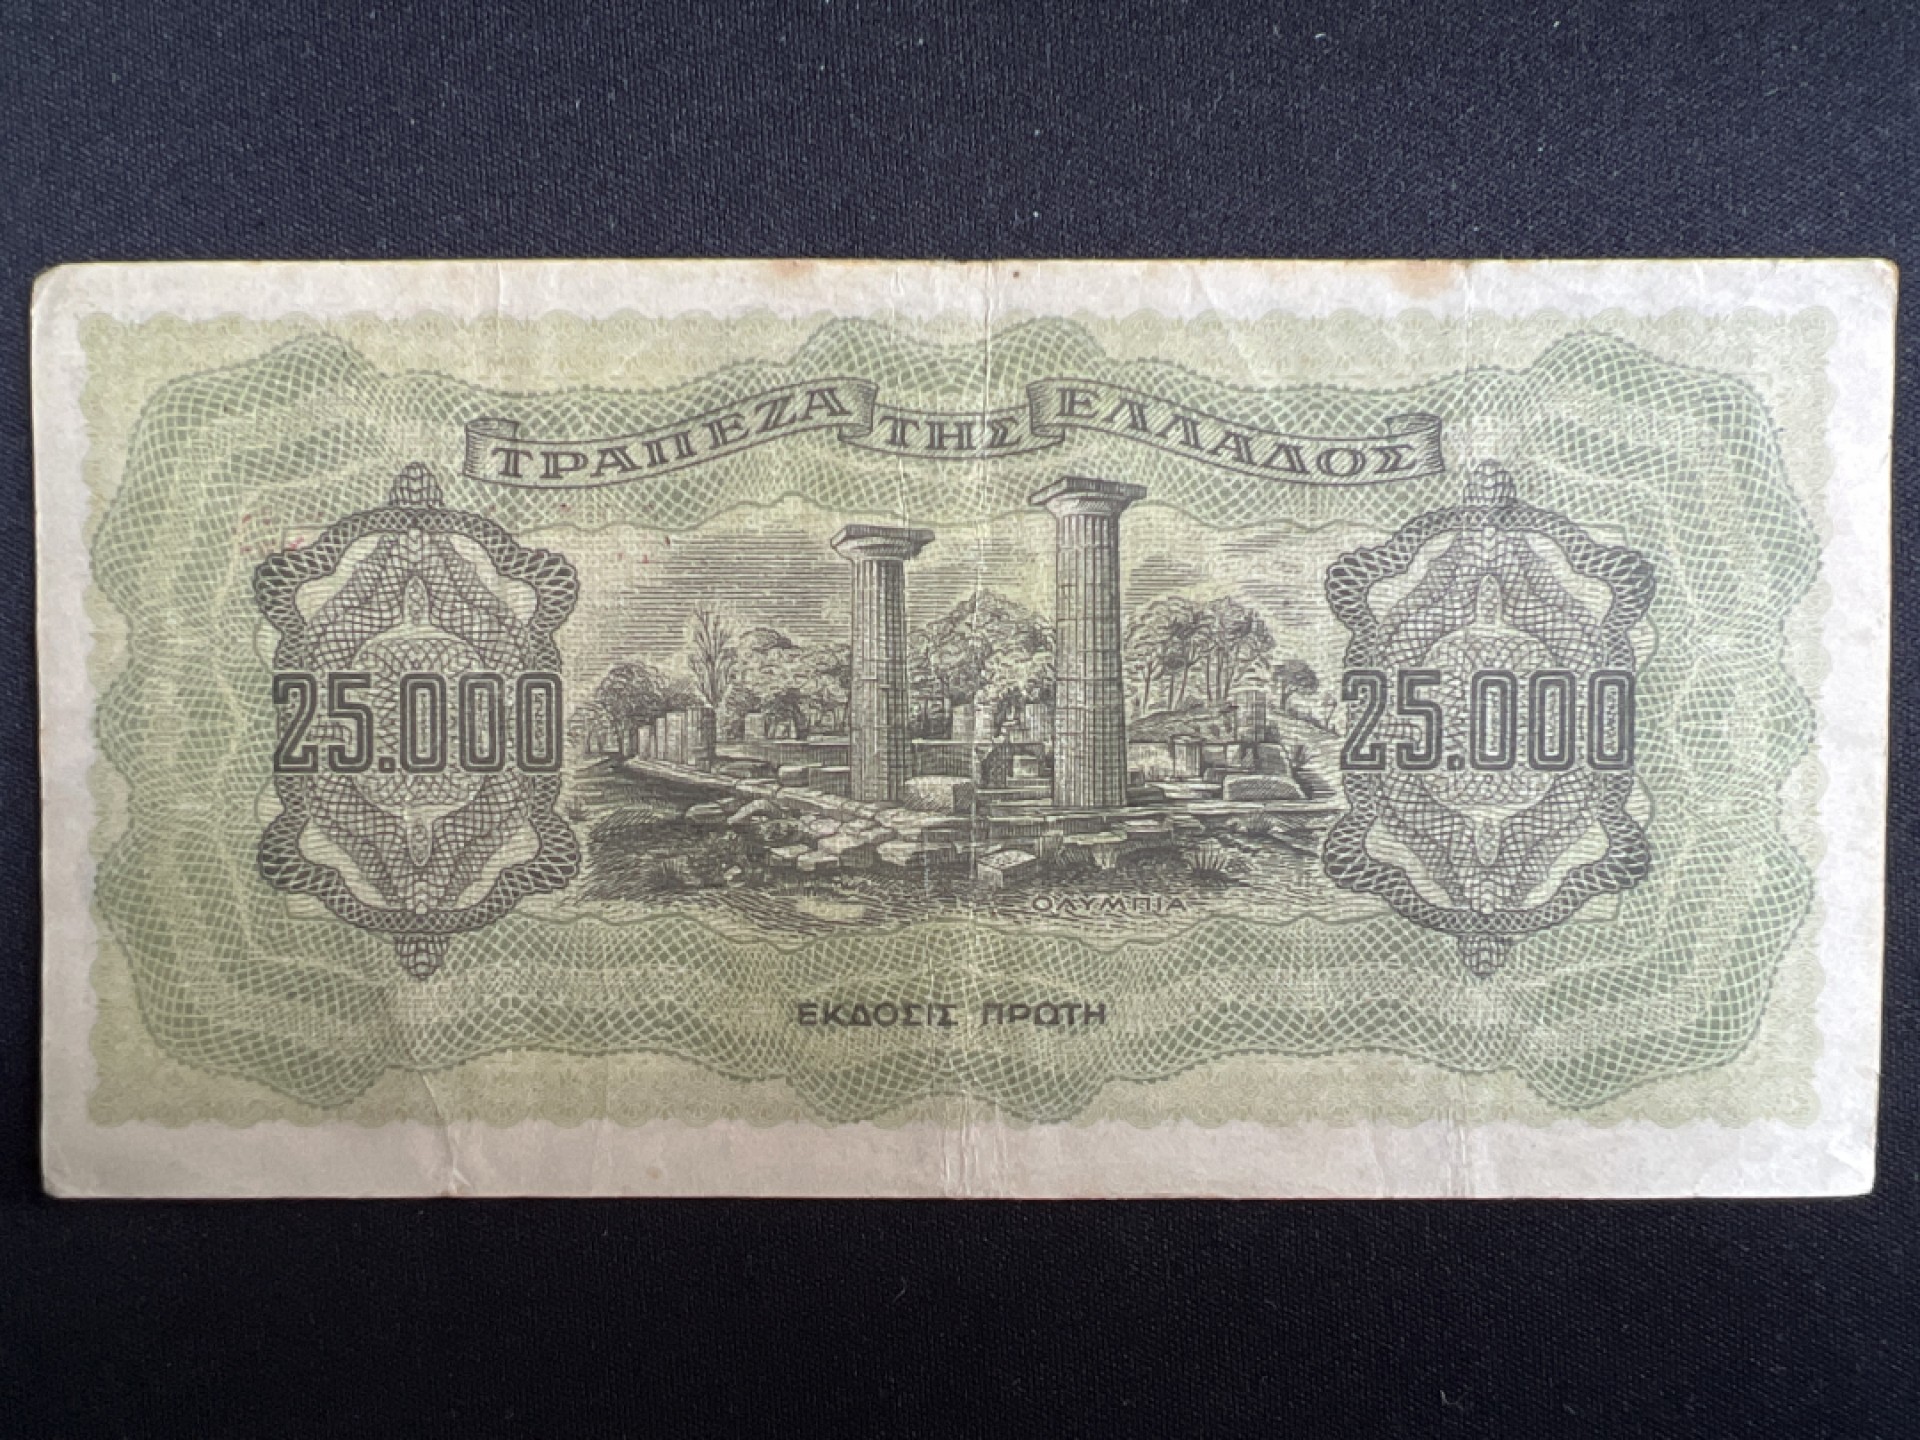 ΤΡΑΠΕΖΑ ΤΗΣ ΕΛΛΑΔΟΣ
25.000 25.000
ΟΛΥΜΠΙΑ
ΕΚΔΟΣΙΣ ΠΡΩΤΗ